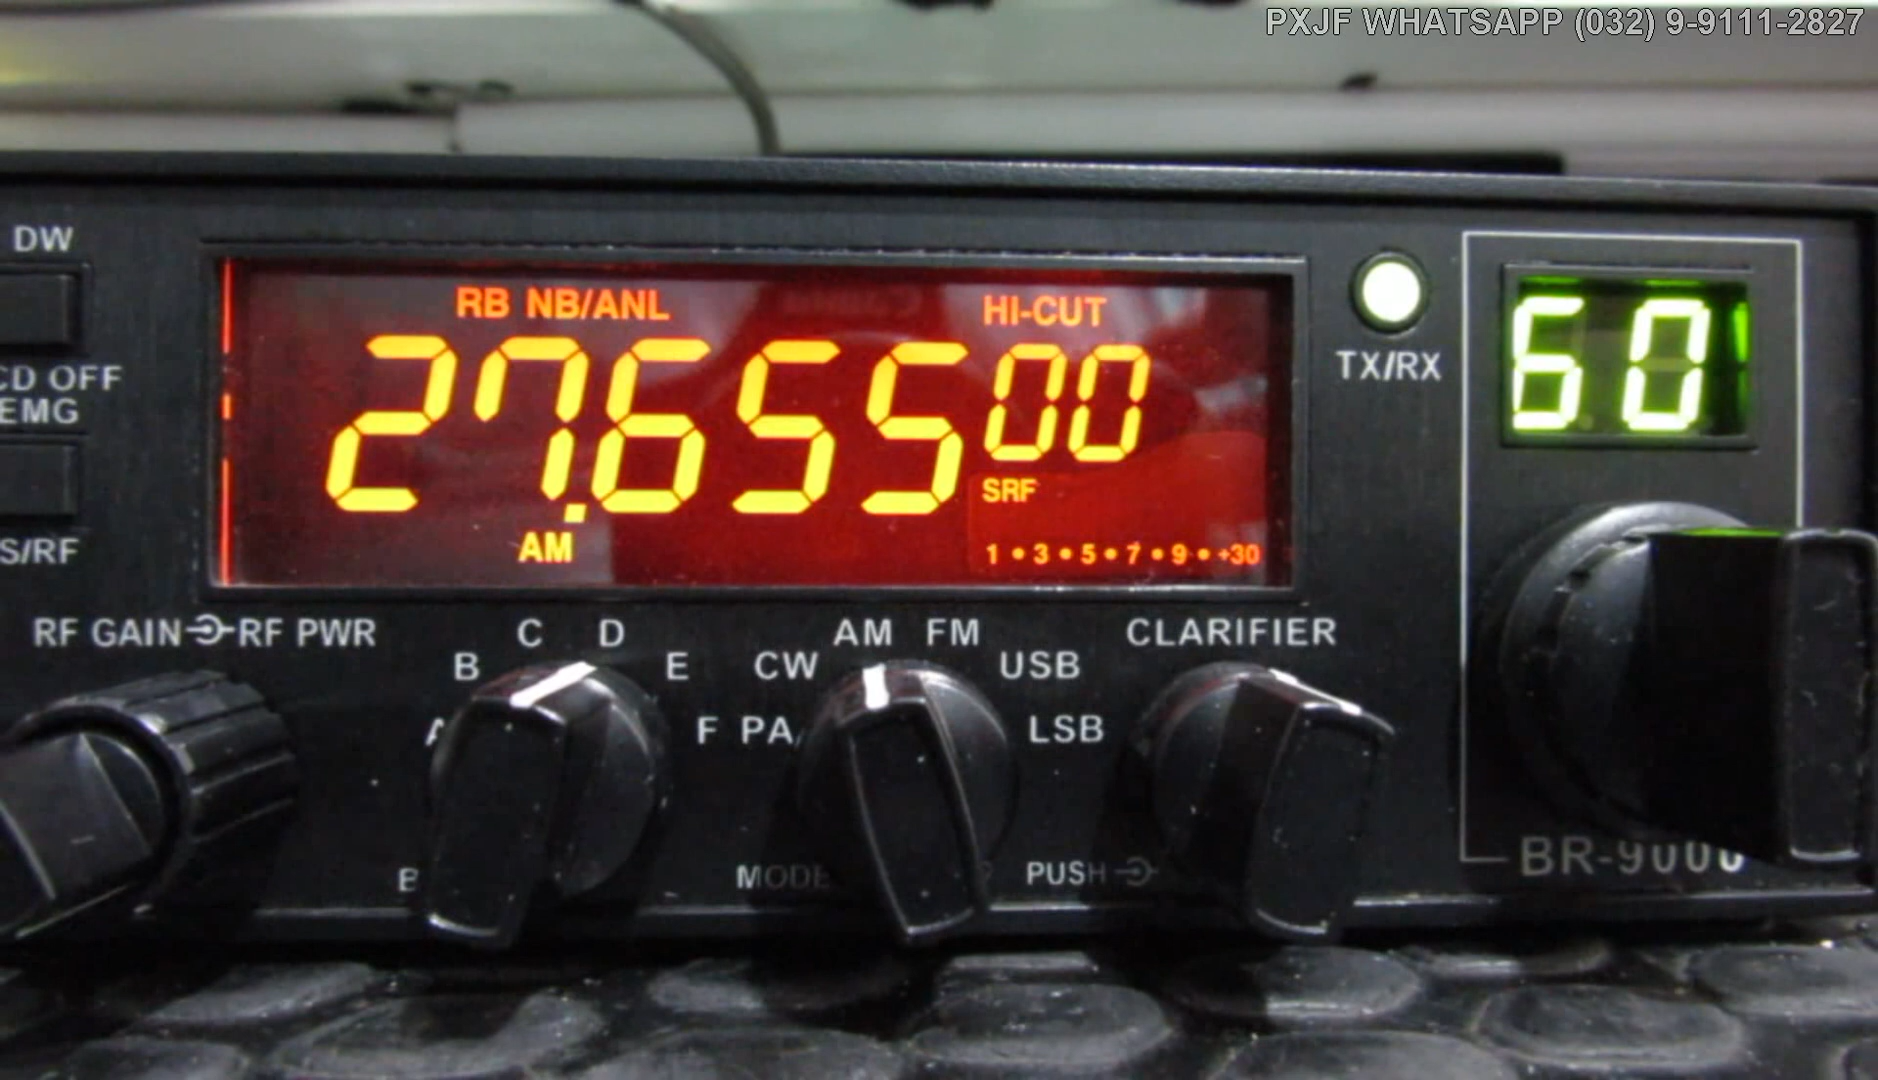 PXJF WHATSAPP (032) 9-9111-2827
DW
CD OFF
EMG
S/RF
RB NB/ANL HI-CUT
27.65500
SRF
AM
1 • 3 • 5 • 7 • 9 • +30
TX/RX
60
RF GAIN RF PWR
A B C D E F
PA CW AM FM USB LSB
CLARIFIER
B
MODE
PUSH
BR-9000